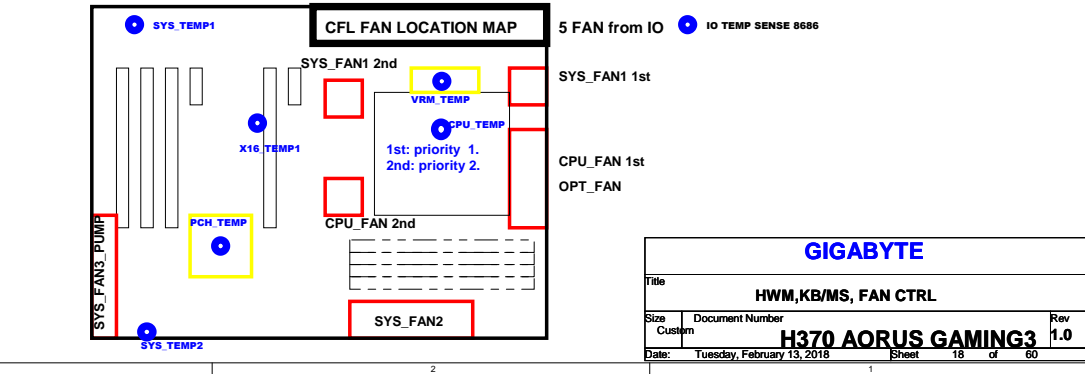 SYS_TEMP1
CFL FAN LOCATION MAP
5 FAN from IO
IO TEMP SENSE 8686
SYS_FAN1 2nd
SYS_FAN1 1st
VRM_TEMP
CPU_TEMP
X16_TEMP1
1st: priority 1.
2nd: priority 2.
CPU_FAN 1st
OPT_FAN
PCH_TEMP
CPU_FAN 2nd
SYS_FAN3_PUMP
SYS_FAN2
SYS_TEMP2
GIGABYTE
Title
HWM,KB/MS, FAN CTRL
Size
Document Number
Rev
Custom
H370 AORUS GAMING3
1.0
Date:
Tuesday, February 13, 2018
Sheet 18 of 60
2
1